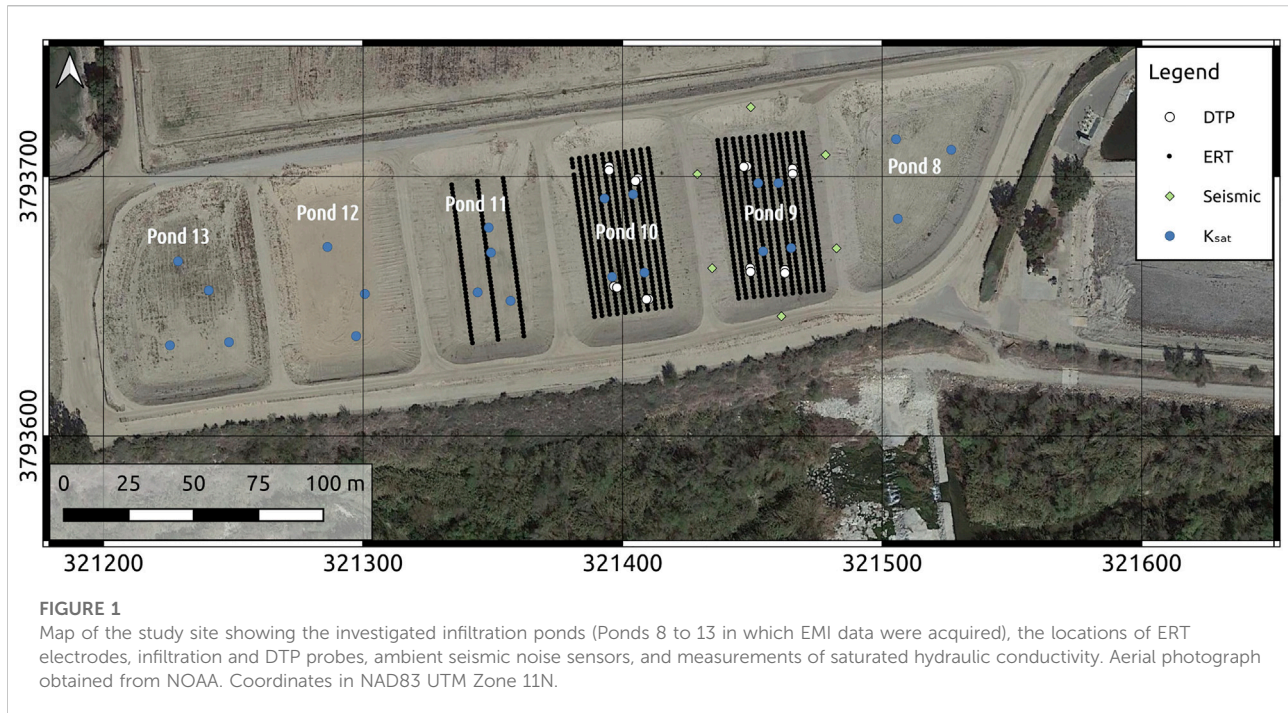 Legend
DTP
ERT
Seismic
Ksat
Pond 8
Pond 9
Pond 10
Pond 11
Pond 12
Pond 13
3793700
3793600
0 25 50 75 100 m
321200 321300 321400 321500 321600
FIGURE 1
Map of the study site showing the investigated infiltration ponds (Ponds 8 to 13 in which EMI data were acquired), the locations of ERT
electrodes, infiltration and DTP probes, ambient seismic noise sensors, and measurements of saturated hydraulic conductivity. Aerial photograph
obtained from NOAA. Coordinates in NAD83 UTM Zone 11N.